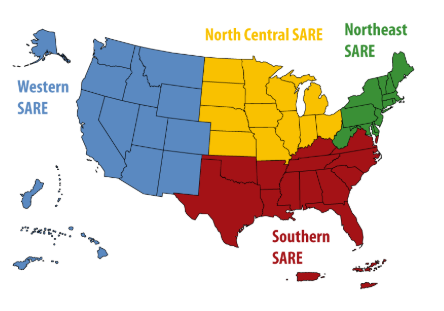 North Central SARE
Northeast
SARE
Western
SARE
Southern
SARE